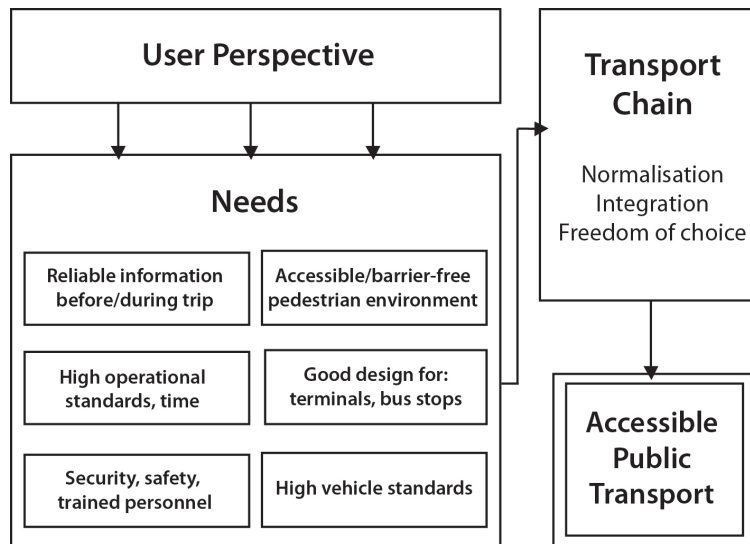 User Perspective
Needs
Reliable information
before/during trip
Accessible/barrier-free
pedestrian environment
High operational
standards, time
Good design for:
terminals, bus stops
Security, safety,
trained personnel
High vehicle standards
Transport
Chain
Normalisation
Integration
Freedom of choice
Accessible
Public
Transport